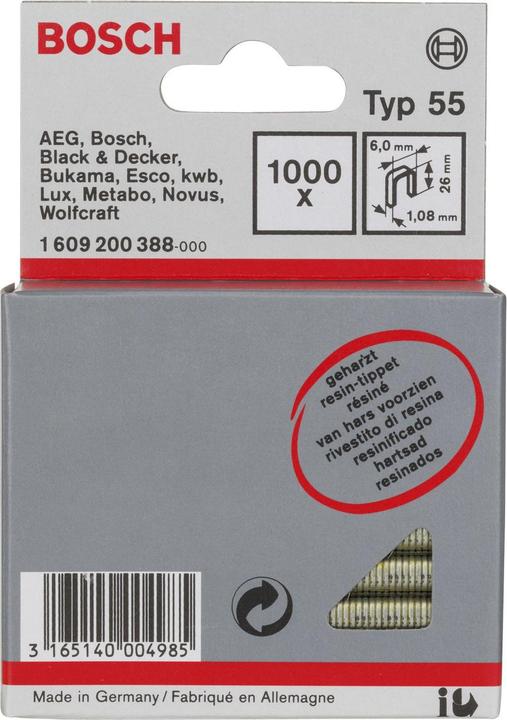 BOSCH
Typ 55
AEG, Bosch,
Black & Decker,
Bukama, Esco, kwb,
Lux, Metabo, Novus,
Wolfcraft
1 609 200 388-000
1000
x
6,0 mm
26 mm
1,08 mm
geharzt
resin-tippet
résiné
van hars voorzien
rivestito di resina
resinificado
hartsad
resinados
3 165140 004985
Made in Germany / Fabriqué en Allemagne